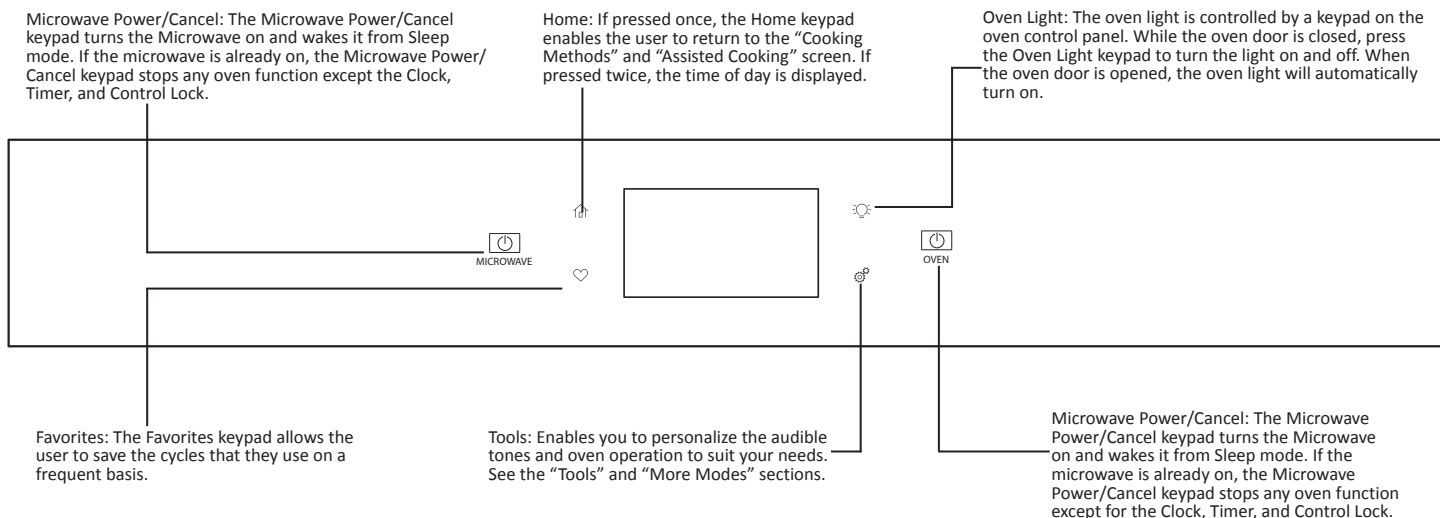 Microwave Power/Cancel: The Microwave Power/Cancel
keypad turns the Microwave on and wakes it from Sleep
mode. If the microwave is already on, the Microwave Power/
Cancel keypad stops any oven function except the Clock,
Timer, and Control Lock.
Home: If pressed once, the Home keypad
enables the user to return to the “Cooking
Methods” and “Assisted Cooking” screen. If
pressed twice, the time of day is displayed.
Oven Light: The oven light is controlled by a keypad on the
oven control panel. While the oven door is closed, press
the Oven Light keypad to turn the light on and off. When
the oven door is opened, the oven light will automatically
turn on.
MICROWAVE
OVEN
Favorites: The Favorites keypad allows the
user to save the cycles that they use on a
frequent basis.
Tools: Enables you to personalize the audible
tones and oven operation to suit your needs.
See the “Tools” and “More Modes” sections.
Microwave Power/Cancel: The Microwave
Power/Cancel keypad turns the Microwave
on and wakes it from Sleep mode. If the
microwave is already on, the Microwave
Power/Cancel keypad stops any oven function
except for the Clock, Timer, and Control Lock.